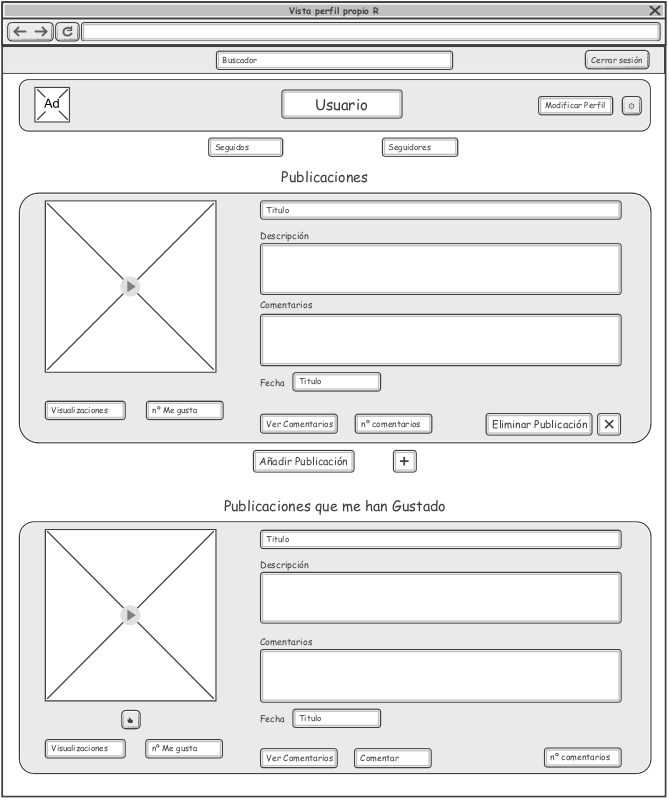 Vista perfil propio R
Buscador
Cerrar sesión
Ad
Usuario
Modificar Perfil
Seguidos
Seguidores
Publicaciones
Titulo
Descripción
Comentarios
Fecha
Titulo
Visualizaciones
nº Me gusta
Ver Comentarios
nº comentarios
Eliminar Publicación
Añadir Publicación
Publicaciones que me han Gustado
Titulo
Descripción
Comentarios
Fecha
Titulo
Visualizaciones
nº Me gusta
Ver Comentarios
Comentar
nº comentarios